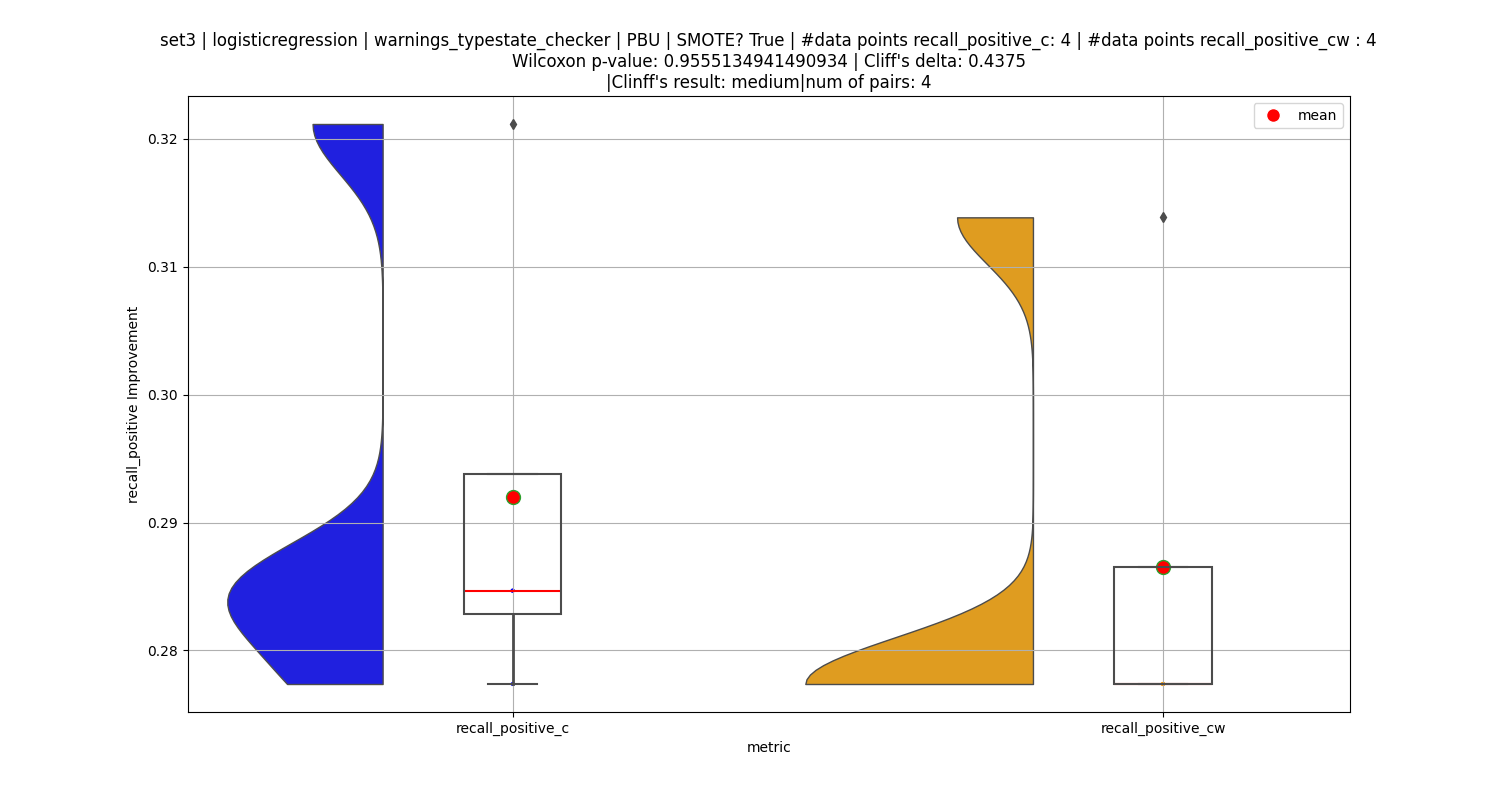 set3 | logisticregression | warnings_typestate_checker | PBU | SMOTE? True | #data points recall_positive_c: 4 | #data points recall_positive_cw : 4
Wilcoxon p-value: 0.9555134941490934 | Cliff's delta: 0.4375
|Clinff's result: medium|num of pairs: 4
mean
0.32
0.31
0.30
0.29
0.28
recall_positive Improvement
recall_positive_c
recall_positive_cw
metric